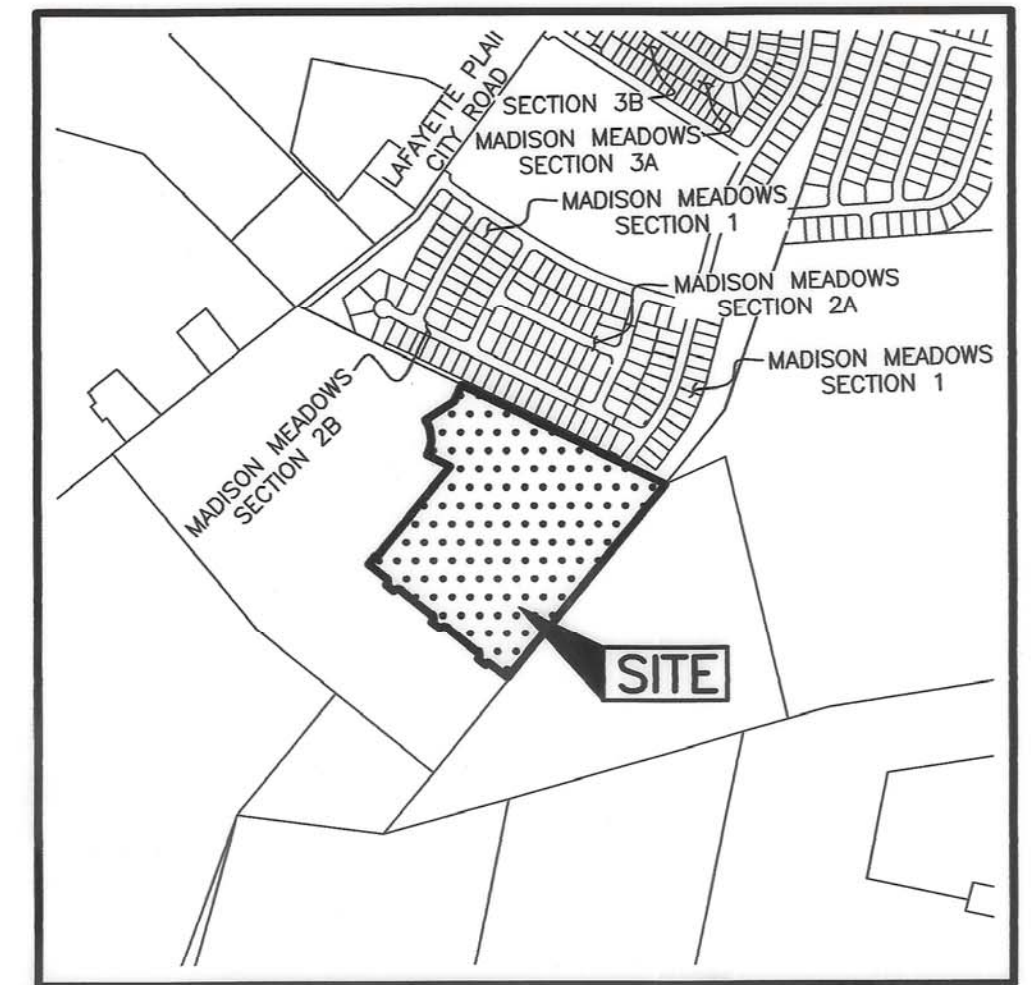 LAFAYETTE PLAII
CITY ROAD
SECTION 3B
MADISON MEADOWS
SECTION 3A
MADISON MEADOWS
SECTION 1
MADISON MEADOWS
SECTION 2A
MADISON MEADOWS
SECTION 1
MADISON MEADOWS
SECTION 2B
SITE